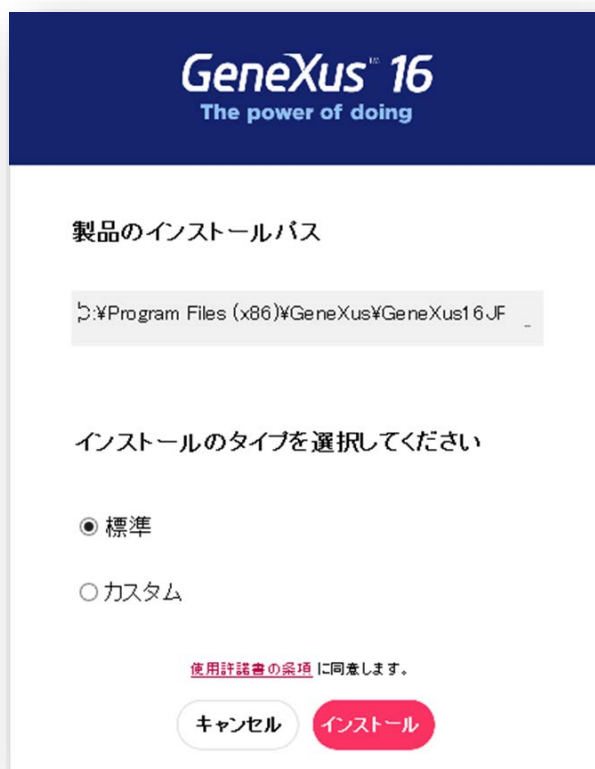 GeneXus™ 16
The power of doing
製品のインストールパス
C:¥Program Files (x86)¥GeneXus¥GeneXus16JF
インストールのタイプを選択してください
標準
カスタム
使用許諾書の条項 に同意します。
キャンセル インストール